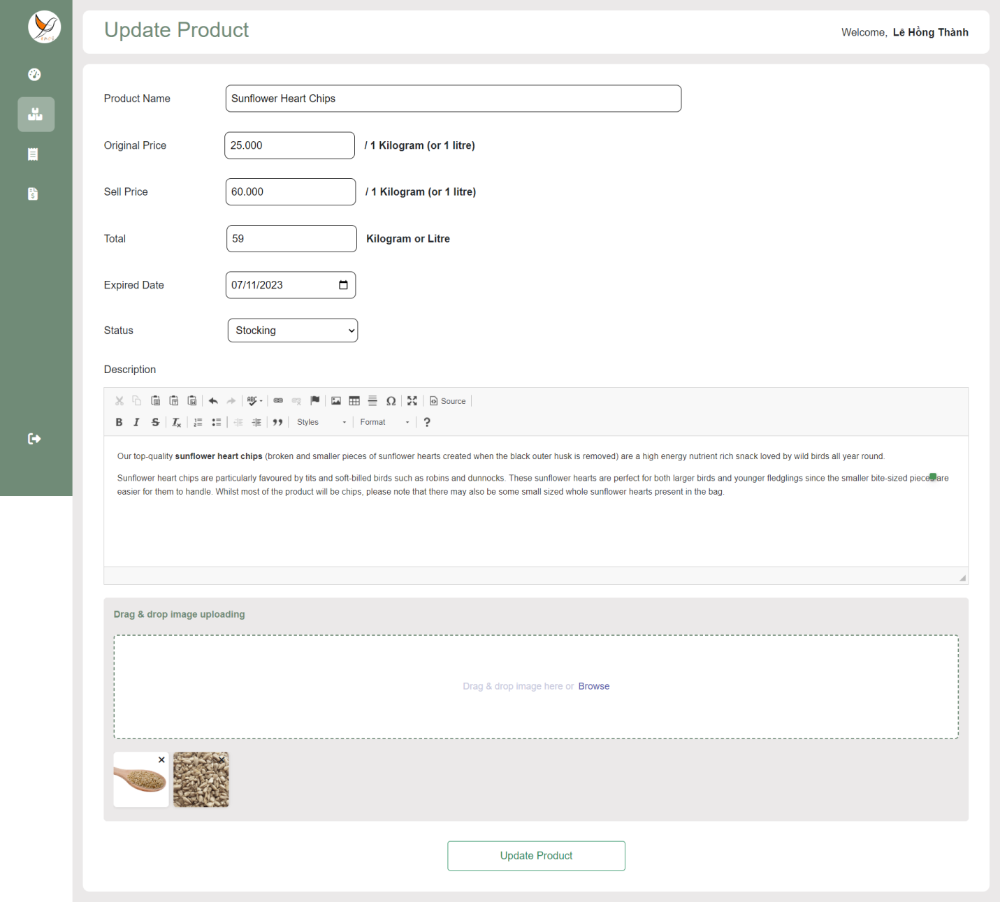 Update Product
Welcome, Lê Hồng Thành
Product Name
Sunflower Heart Chips
Original Price
25.000
/ 1 Kilogram (or 1 litre)
Sell Price
60.000
/ 1 Kilogram (or 1 litre)
Total
59
Kilogram or Litre
Expired Date
07/11/2023
Status
Stocking
Description
Source
Styles
Format
Our top-quality sunflower heart chips (broken and smaller pieces of sunflower hearts created when the black outer husk is removed) are a high energy nutrient rich snack loved by wild birds all year round.
Sunflower heart chips are particularly favoured by tits and soft-billed birds such as robins and dunnocks. These sunflower hearts are perfect for both larger birds and younger fledglings since the smaller bite-sized pieces are
easier for them to handle. Whilst most of the product will be chips, please note that there may also be some small sized whole sunflower hearts present in the bag.
Drag & drop image uploading
Drag & drop image here or Browse
Update Product